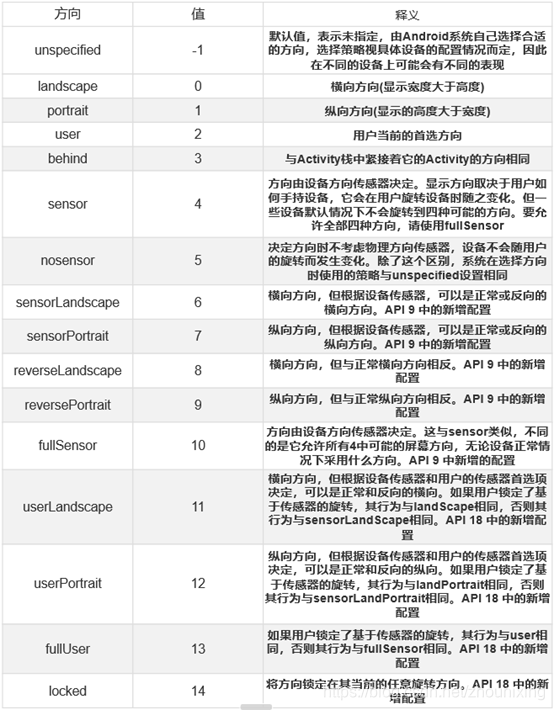 方向 值 释义
unspecified -1 默认值，表示未指定，由Android系统自己选择合适
的方向，选择策略视具体设备的配置情况而定，因此
在不同的设备上可能会有不同的表现
landscape 0 横向方向(显示宽度大于高度)
portrait 1 纵向方向(显示的高度大于宽度)
user 2 用户当前的首选方向
behind 3 与Activity栈中紧接着它的Activity的方向相同
sensor 4 方向由设备方向传感器决定。显示方向取决于用户如
何手持设备，它会在用户旋转设备时随之变化。但一
些设备默认情况下不会旋转到四种可能的方向。要允
许全部四种方向，请使用fullSensor
nosensor 5 决定方向时不考虑物理方向传感器，设备不会随用户
的旋转而发生变化。除了这个区别，系统在选择方向
时使用的策略与unspecified设置相同
sensorLandscape 6 横向方向，但根据设备传感器，可以是正常或反向的
横向方向。API 9 中的新增配置
sensorPortrait 7 纵向方向，但根据设备传感器，可以是正常或反向的
纵向方向。API 9 中的新增配置
reverseLandscape 8 横向方向，但与正常横向方向相反。API 9 中的新增
配置
reversePortrait 9 纵向方向，但与正常纵向方向相反。API 9 中的新增
配置
fullSensor 10 方向由设备方向传感器决定。这与sensor类似，不同
的是它允许所有4中可能的屏幕方向，无论设备正常情
况下采用什么方向。API 9 中新增的配置
userLandscape 11 横向方向，但根据设备传感器和用户的传感器首选项
决定，可以是正常和反向的横向。如果用户锁定了基
于传感器的旋转，其行为与landScape相同，否则其
行为与sensorLandScape相同。API 18 中的新增配
置
userPortrait 12 纵向方向，但根据设备传感器和用户的传感器首选项
决定，可以是正常和反向的纵向。如果用户锁定了基
于传感器的旋转，其行为与landPortrait相同，否则
其行为与sensorLandPortrait相同。API 18 中的新增
配置
fullUser 13 如果用户锁定了基于传感器的旋转，其行为与user相
同，否则其行为与fullSensor相同。API 18 中的新增
配置
locked 14 将方向锁定在其当前的任意旋转方向。API 18 中的新
增配置